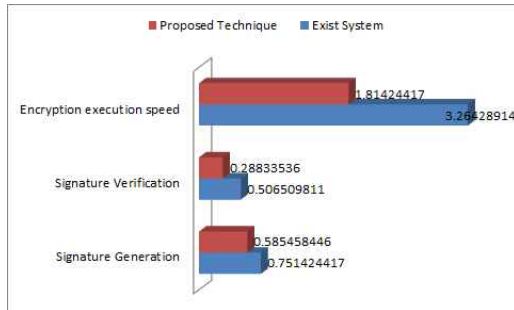 Proposed Technique Exist System
Encryption execution speed
1.81424417
3.26428914
Signature Verification
0.28833536
0.506509811
Signature Generation
0.585458446
0.751424417